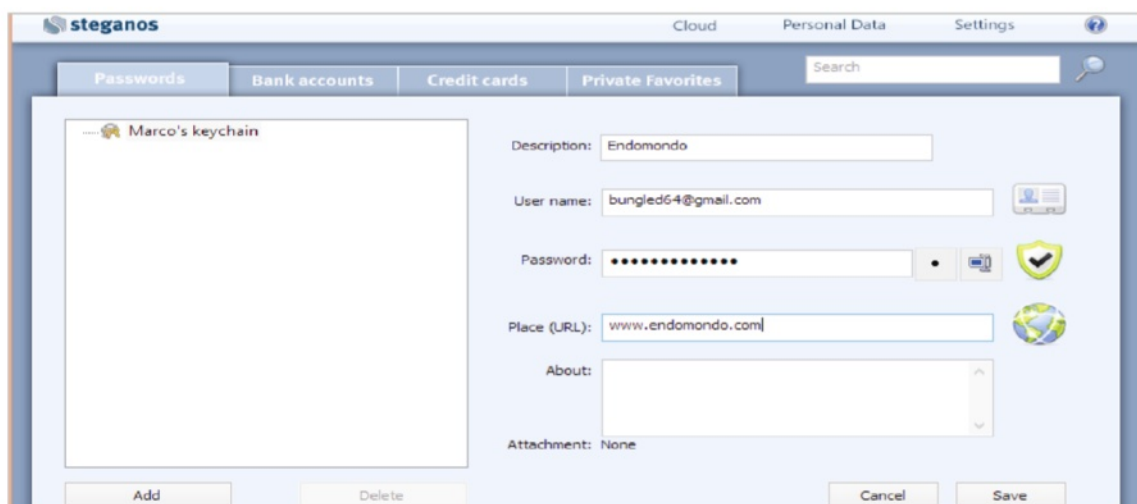 steganos Cloud Personal Data Settings ?
Passwords Bank accounts Credit cards Private Favorites Search
Marco's keychain
Description: Endomondo
User name: bungled64@gmail.com
Password: •••••••••••••
Place (URL): www.endomondo.com
About:
Attachment: None
Add Delete Cancel Save